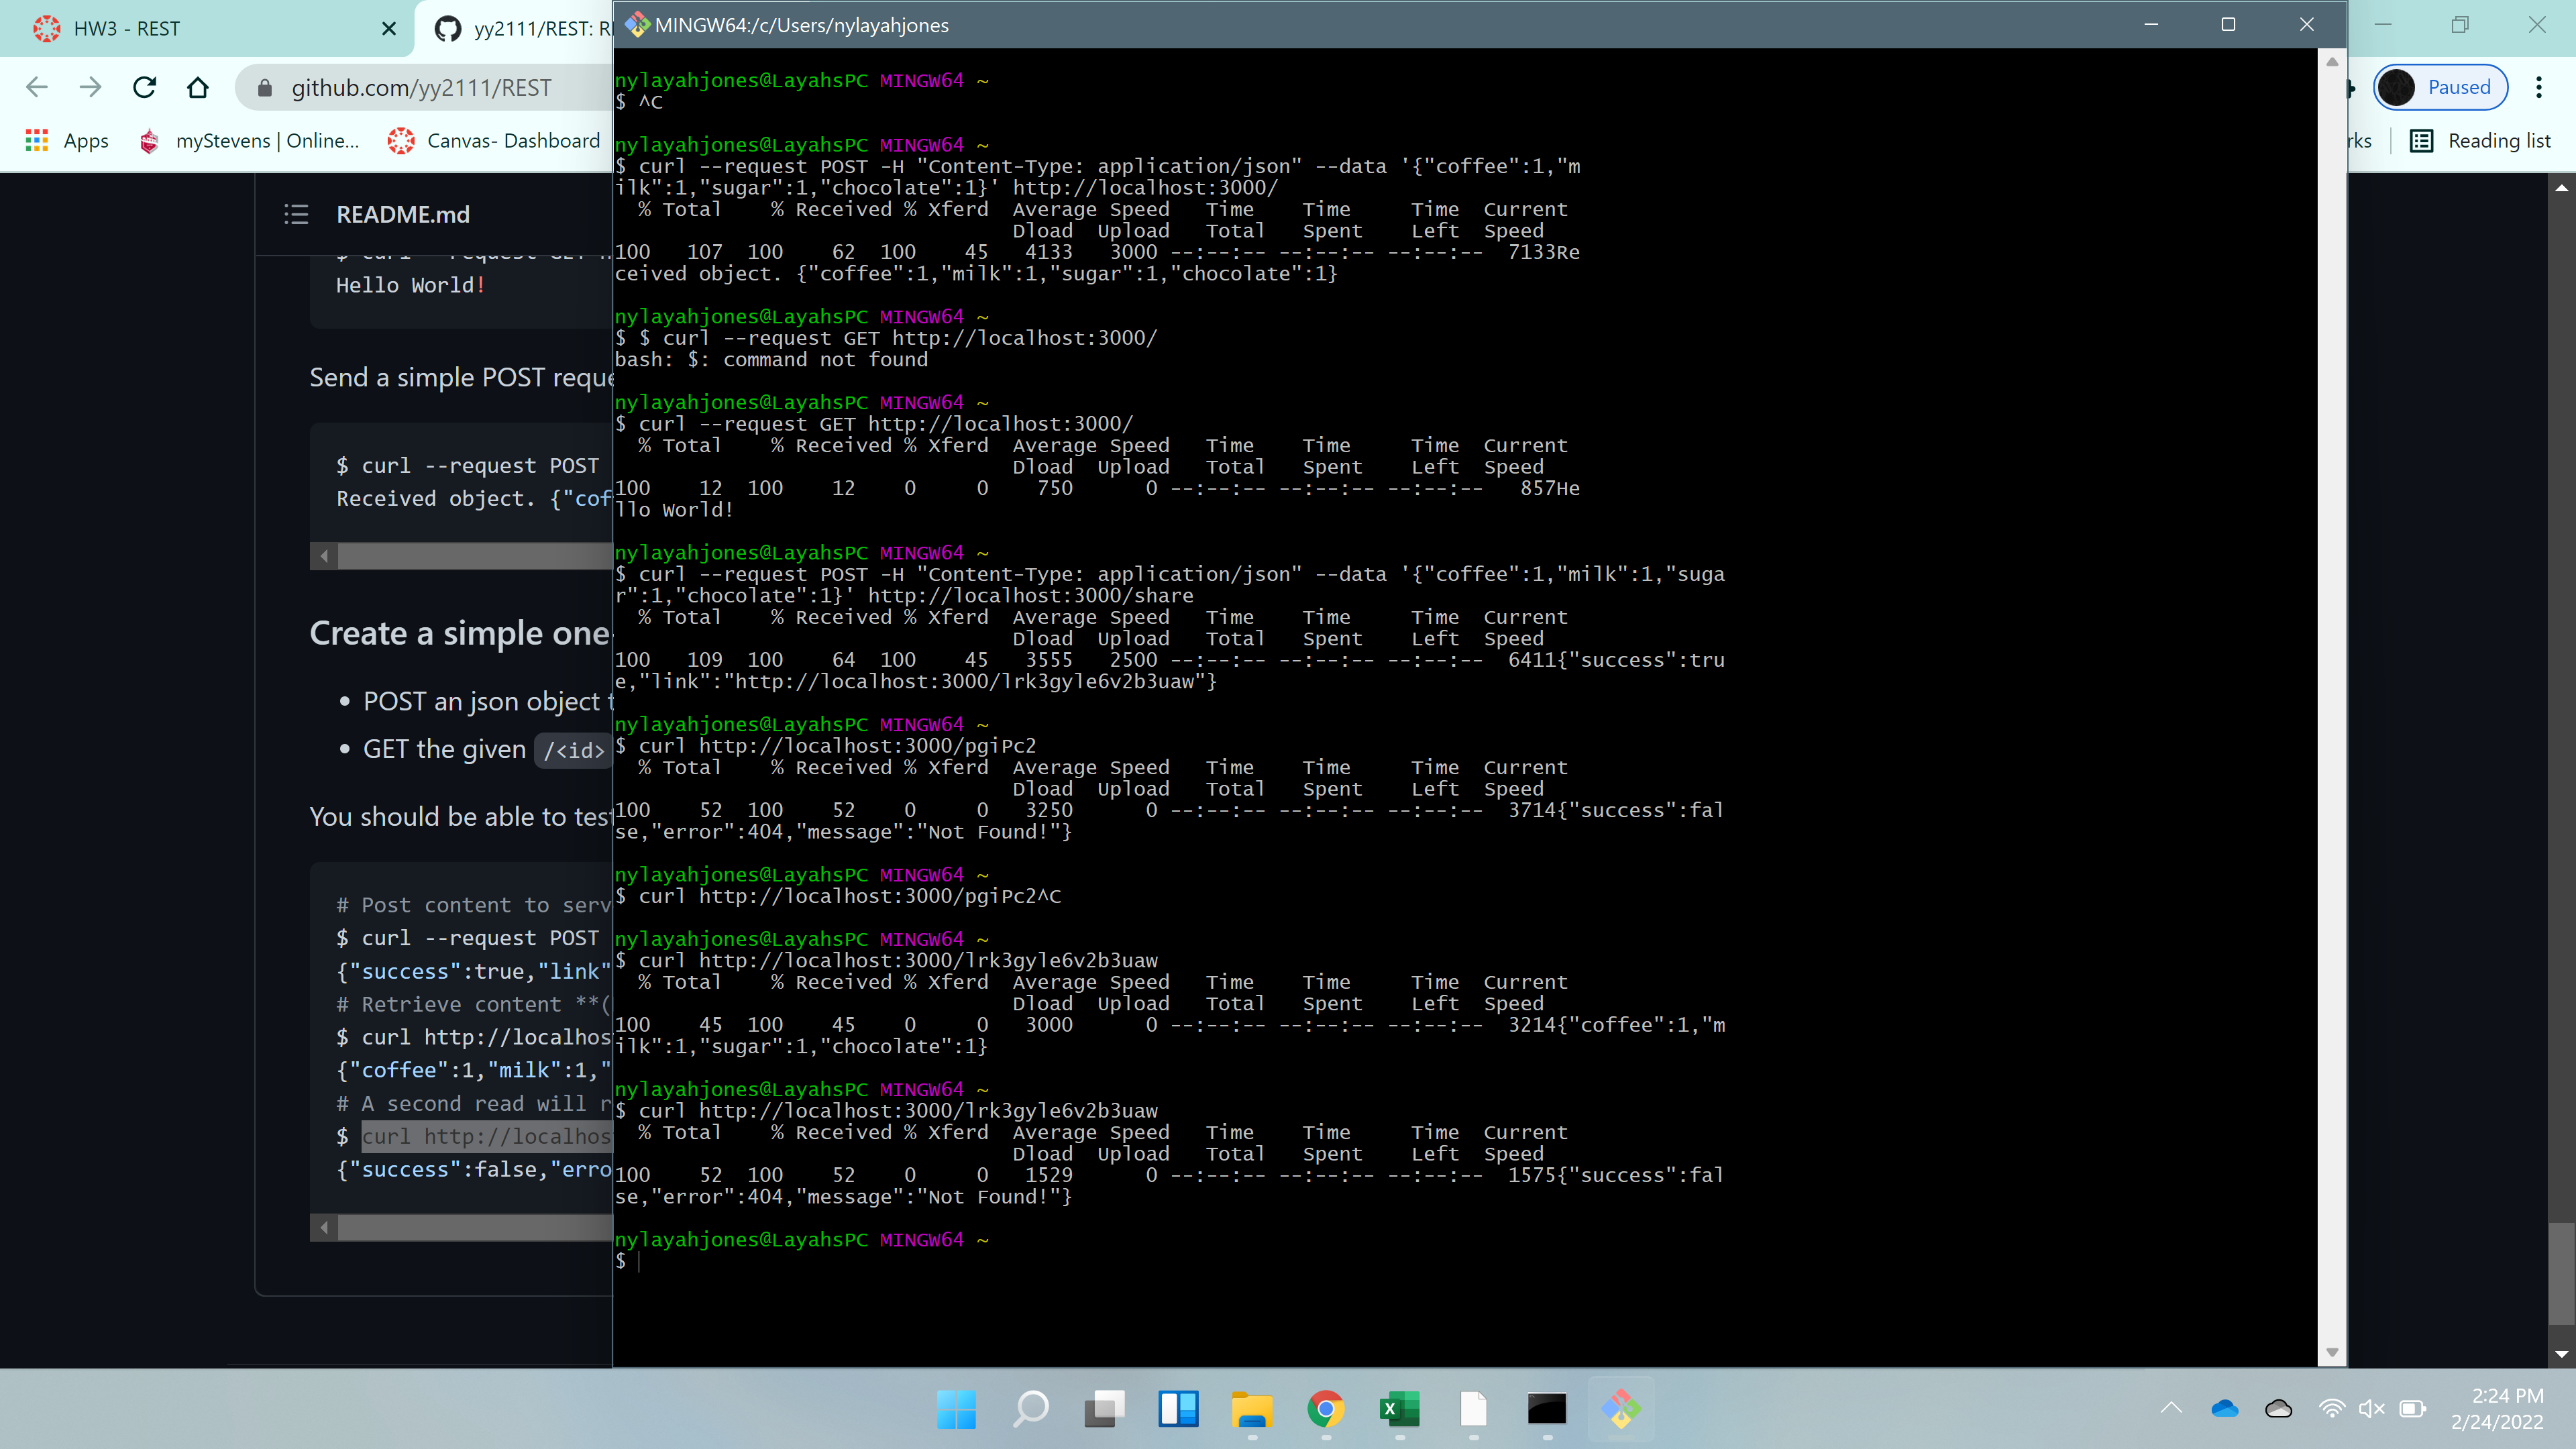 HW3 - REST
yy2111/REST: R
MINGW64:/c/Users/nylayahjones
github.com/yy2111/REST
Paused
Apps
myStevens | Online...
Canvas- Dashboard
rks
Reading list
README.md
Hello World!
Send a simple POST reque
$ curl --request POST
Received object. {"cof
Create a simple one
POST an json object t
GET the given /<id>
You should be able to test
# Post content to serv
$ curl --request POST
{"success":true,"link"
# Retrieve content **(
$ curl http://localhos
{"coffee":1,"milk":1,"
# A second read will r
$ curl http://localhos
{"success":false,"erro
nylayahjones@LayahsPC MINGW64 ~
$ ^C
nylayahjones@LayahsPC MINGW64 ~
$ curl --request POST -H "Content-Type: application/json" --data '{"coffee":1,"m
ilk":1,"sugar":1,"chocolate":1}' http://localhost:3000/
% Total % Received % Xferd Average Speed Time Time Time Current
Dload Upload Total Spent Left Speed
100 107 100 62 100 45 4133 3000 --:--:-- --:--:-- --:--:-- 7133Re
ceived object. {"coffee":1,"milk":1,"sugar":1,"chocolate":1}
nylayahjones@LayahsPC MINGW64 ~
$ $ curl --request GET http://localhost:3000/
bash: $: command not found
nylayahjones@LayahsPC MINGW64 ~
$ curl --request GET http://localhost:3000/
% Total % Received % Xferd Average Speed Time Time Time Current
Dload Upload Total Spent Left Speed
100 12 100 12 0 0 750 0 --:--:-- --:--:-- --:--:-- 857He
llo World!
nylayahjones@LayahsPC MINGW64 ~
$ curl --request POST -H "Content-Type: application/json" --data '{"coffee":1,"milk":1,"suga
r":1,"chocolate":1}' http://localhost:3000/share
% Total % Received % Xferd Average Speed Time Time Time Current
Dload Upload Total Spent Left Speed
100 109 100 64 100 45 3555 2500 --:--:-- --:--:-- --:--:-- 6411{"success":tru
e,"link":"http://localhost:3000/lrk3gyle6v2b3uaw"}
nylayahjones@LayahsPC MINGW64 ~
$ curl http://localhost:3000/pgiPc2
% Total % Received % Xferd Average Speed Time Time Time Current
Dload Upload Total Spent Left Speed
100 52 100 52 0 0 3250 0 --:--:-- --:--:-- --:--:-- 3714{"success":fal
se,"error":404,"message":"Not Found!"}
nylayahjones@LayahsPC MINGW64 ~
$ curl http://localhost:3000/pgiPc2^C
nylayahjones@LayahsPC MINGW64 ~
$ curl http://localhost:3000/lrk3gyle6v2b3uaw
% Total % Received % Xferd Average Speed Time Time Time Current
Dload Upload Total Spent Left Speed
100 45 100 45 0 0 3000 0 --:--:-- --:--:-- --:--:-- 3214{"coffee":1,"m
ilk":1,"sugar":1,"chocolate":1}
nylayahjones@LayahsPC MINGW64 ~
$ curl http://localhost:3000/lrk3gyle6v2b3uaw
% Total % Received % Xferd Average Speed Time Time Time Current
Dload Upload Total Spent Left Speed
100 52 100 52 0 0 1529 0 --:--:-- --:--:-- --:--:-- 1575{"success":fal
se,"error":404,"message":"Not Found!"}
nylayahjones@LayahsPC MINGW64 ~
$
2:24 PM
2/24/2022